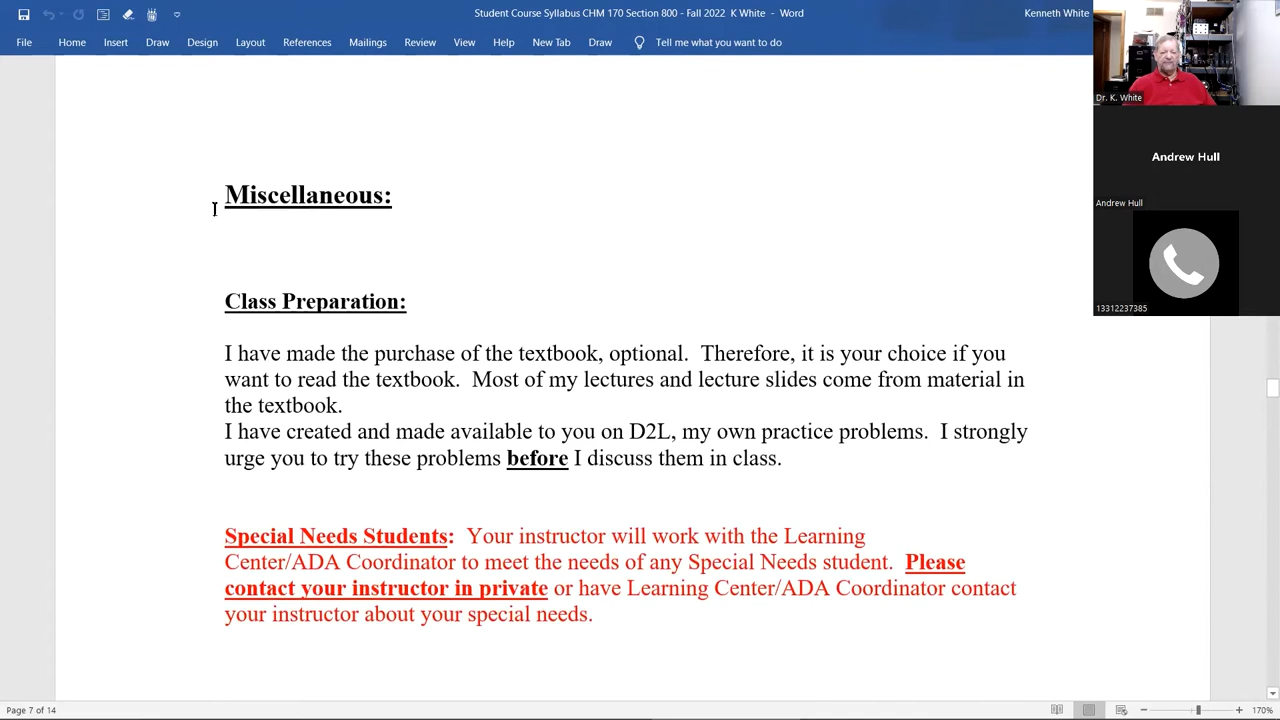 Student Course Syllabus CHM 170 Section 800 - Fall 2022  K White - Word
Kenneth White
File Home Insert Draw Design Layout References Mailings Review View Help New Tab Draw Tell me what you want to do
Dr. K. White
Andrew Hull
Andrew Hull
13312237385
Miscellaneous:
Class Preparation:
I have made the purchase of the textbook, optional.  Therefore, it is your choice if you
want to read the textbook.  Most of my lectures and lecture slides come from material in
the textbook.
I have created and made available to you on D2L, my own practice problems.  I strongly
urge you to try these problems before I discuss them in class.
Special Needs Students:  Your instructor will work with the Learning
Center/ADA Coordinator to meet the needs of any Special Needs student.  Please
contact your instructor in private or have Learning Center/ADA Coordinator contact
your instructor about your special needs.
Page 7 of 14
170%